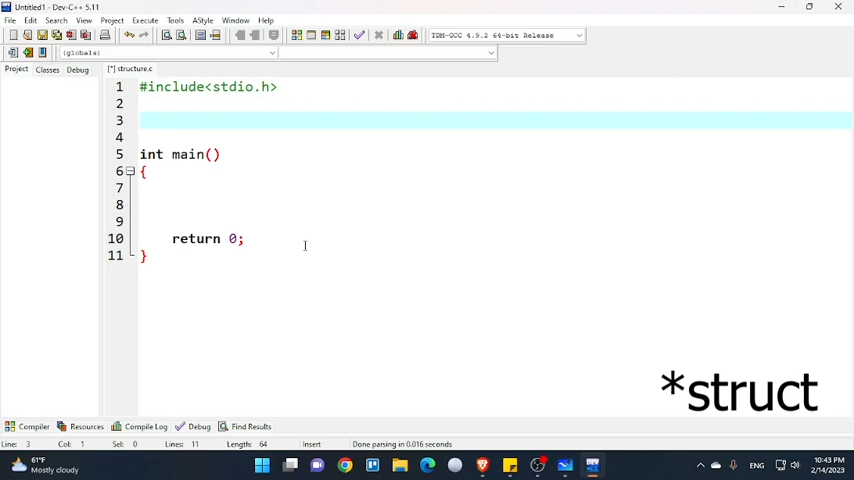 Untitled1 - Dev-C++ 5.11
File Edit Search View Project Execute Tools AStyle Window Help
TDM-GCC 4.9.2 64-bit Release
(globals)
Project Classes Debug [*] structure.c
1 #include<stdio.h>
2
3
4
5 int main()
6 {
7
8
9
10 return 0;
11 }
*struct
Compiler Resources Compile Log Debug Find Results
Line: 3 Col: 1 Sel: 0 Lines: 11 Length: 64 Insert Done parsing in 0.016 seconds
61°F
Mostly cloudy
ENG
10:43 PM
2/14/2023